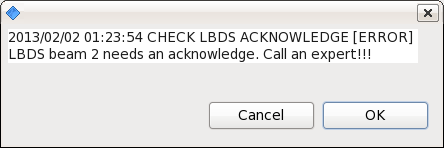 2013/02/02 01:23:54 CHECK LBDS ACKNOWLEDGE [ERROR]
LBDS beam 2 needs an acknowledge. Call an expert!!!
Cancel
OK